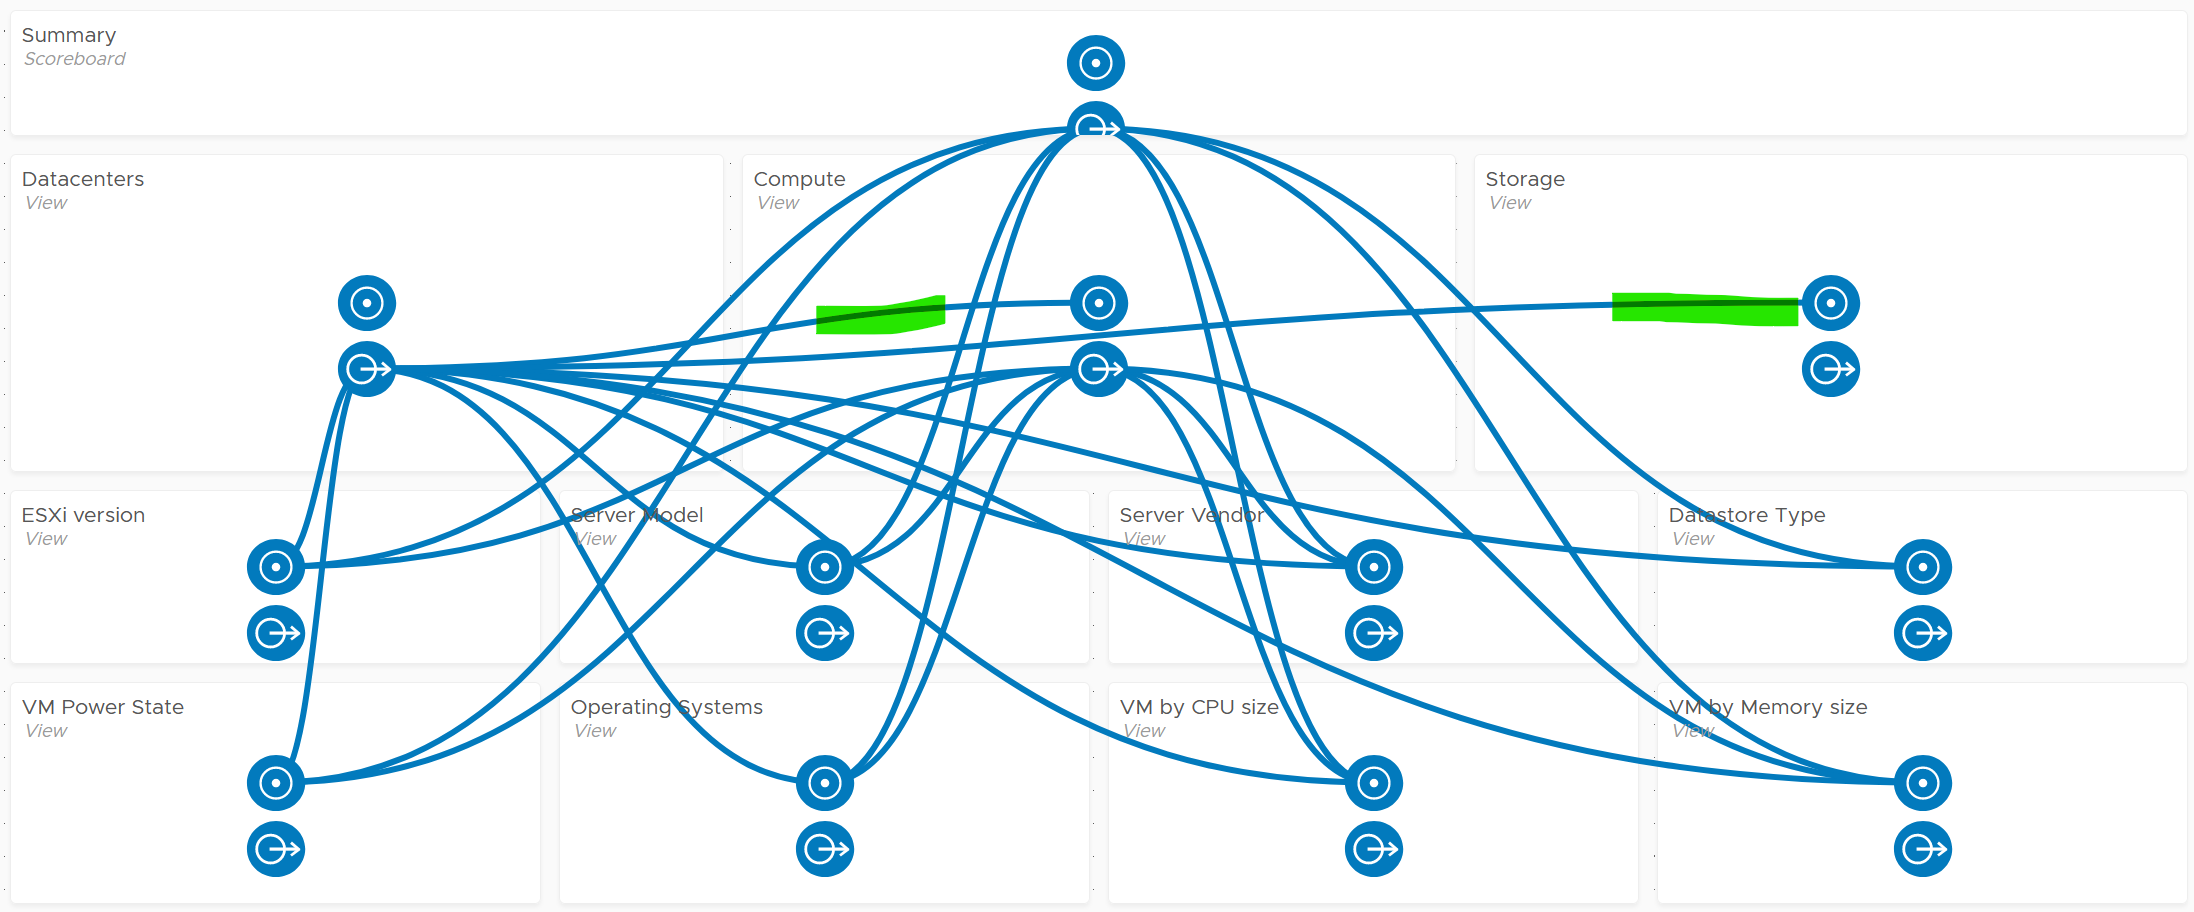 Summary
Scoreboard
Datacenters
View
Compute
View
Storage
View
ESXi version
View
Server Model
View
Server Vendor
View
Datastore Type
View
VM Power State
View
Operating Systems
View
VM by CPU size
View
VM by Memory size
View